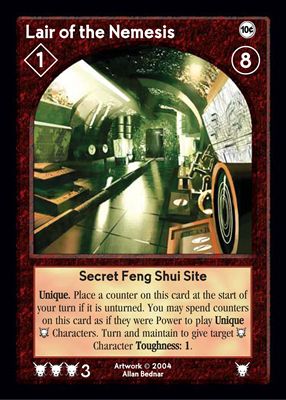 Lair of the Nemesis
10¢
1
8
Secret Feng Shui Site
Unique. Place a counter on this card at the start
of your turn if it is unturned. You may spend counters
on this card as if they were Power to play Unique
Characters. Turn and maintain to give target
Character Toughness: 1.
3
Artwork © 2004
Allan Bednar